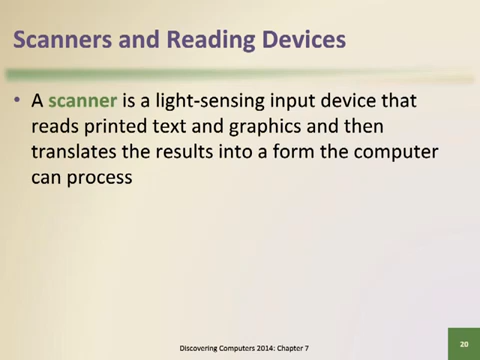 Scanners and Reading Devices
• A scanner is a light-sensing input device that
reads printed text and graphics and then
translates the results into a form the computer
can process
Discovering Computers 2014: Chapter 7
20